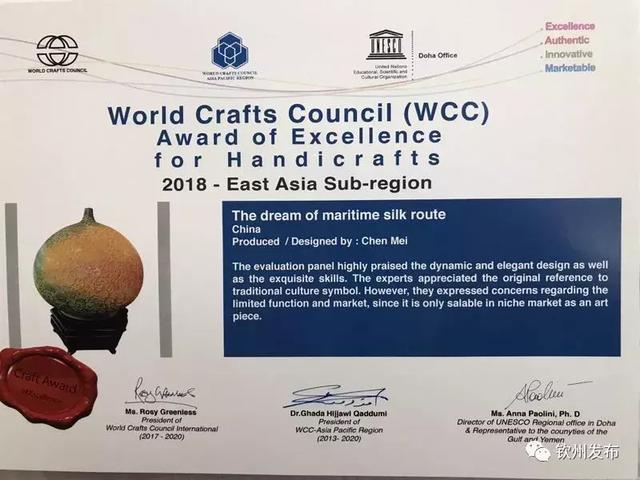 WORLD CRAFTS COUNCIL
WORLD CRAFTS COUNCIL
ASIA PACIFIC REGION
UNESCO
United Nations
Educational, Scientific and
Cultural Organization
Doha Office
Excellence
Authentic
Innovative
Marketable
World Crafts Council (WCC)
Award of Excellence
for Handicrafts
2018 - East Asia Sub-region
The dream of maritime silk route
China
Produced / Designed by : Chen Mei
The evaluation panel highly praised the dynamic and elegant design as well
as the exquisite skills. The experts appreciated the original reference to
traditional culture symbol. However, they expressed concerns regarding the
limited function and market, since it is only salable in niche market as an art
piece.
Craft Award
of Excellence
Ms. Rosy Greenless
President of
World Crafts Council International
(2017 - 2020)
Dr.Ghada Hijjawl Qaddumi
President of
WCC-Asia Pacific Region
(2013- 2020)
Ms. Anna Paolini, Ph. D
Director of UNESCO Regional office in Doha
& Representative to the counyties of the
Gulf and Yemen
钦州发布